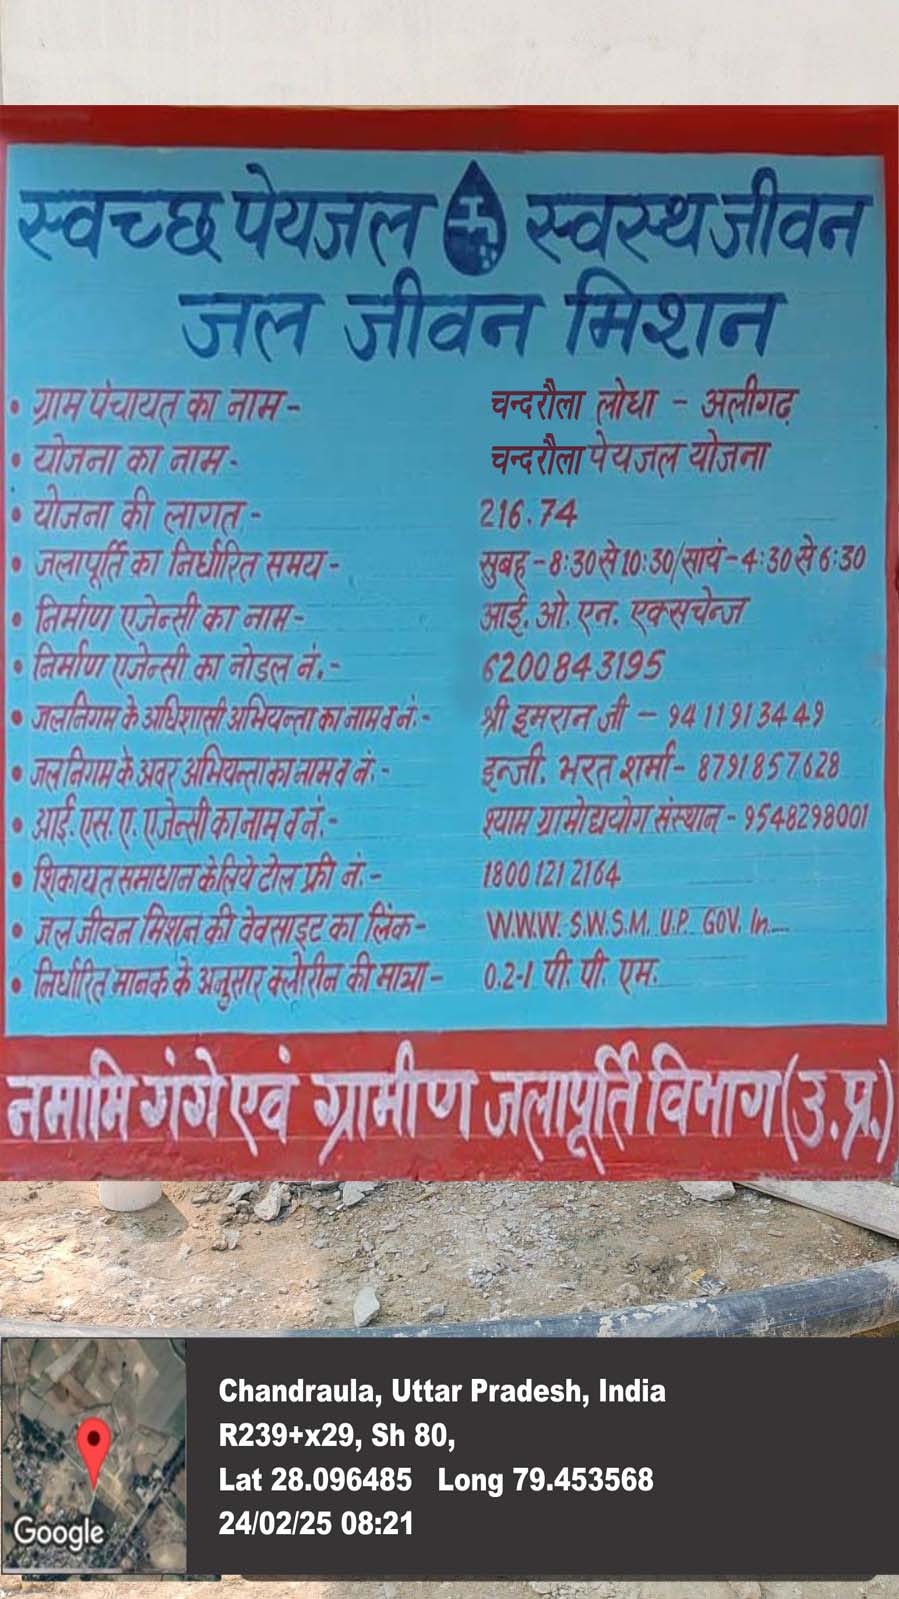 स्वच्छ पेयजल स्वस्थ जीवन
जल जीवन मिशन
• ग्राम पंचायत का नाम - चन्दरौला लोधा - अलीगढ़
• योजना का नाम - चन्दरौला पेयजल योजना
• योजना की लागत - 216.74
• जलापूर्ति का निर्धारित समय - सुबह - 8:30 से 10:30/सायं - 4:30 से 6:30
• निर्माण एजेन्सी का नाम - आई. ओ. एन. एक्सचेन्ज
• निर्माण एजेन्सी का नोडल नं. - 6200843195
• जलनिगम के अधिशासी अभियन्ता का नाम व नं. - श्री इमरान जी - 9411913449
• जलनिगम के अवर अभियन्ता का नाम व नं. - इन्जी. भरत शर्मा - 8791857628
• आई. एस. ए. एजेन्सी का नाम व नं. - श्याम ग्रामोद्ययोग संस्थान - 9548298001
• शिकायत समाधान के लिये टोल फ्री नं. - 1800 121 2164
• जल जीवन मिशन की वेवसाइट का लिंक - W.W.W. S.W.S.M. U.P. GOV. In.
• निर्धारित मानक के अनुसार क्लोरीन की मात्रा - 0.2-1 पी. पी. एम.
नमामि गंगे एवं ग्रामीण जलापूर्ति विभाग (उ.प्र.)
Chandraula, Uttar Pradesh, India
R239+x29, Sh 80,
Lat 28.096485 Long 79.453568
24/02/25 08:21
Google